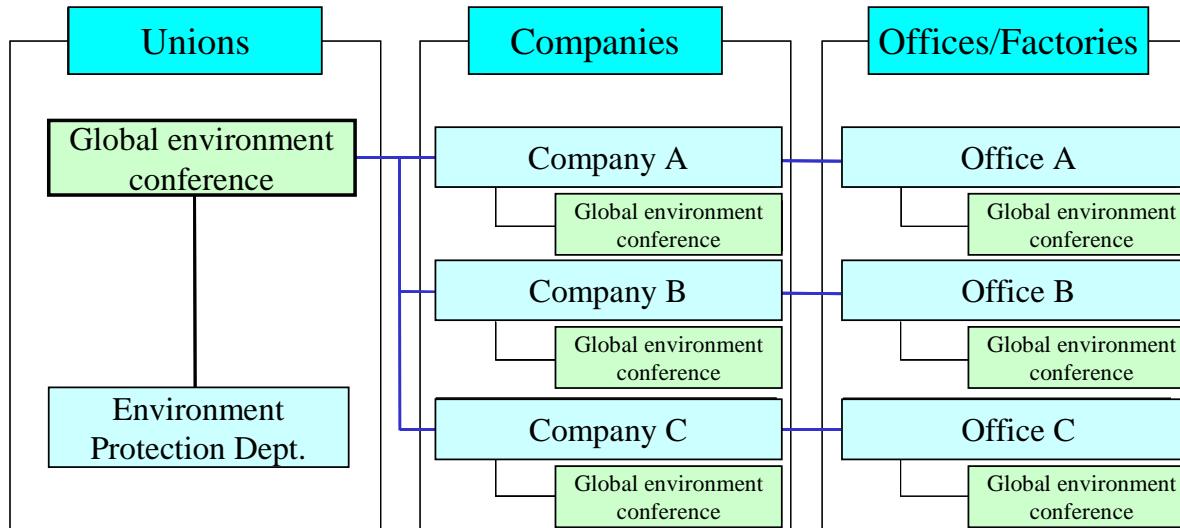 Unions
Companies
Offices/Factories
Global environment
conference
Environment
Protection Dept.
Company A
Global environment
conference
Company B
Global environment
conference
Company C
Global environment
conference
Office A
Global environment
conference
Office B
Global environment
conference
Office C
Global environment
conference